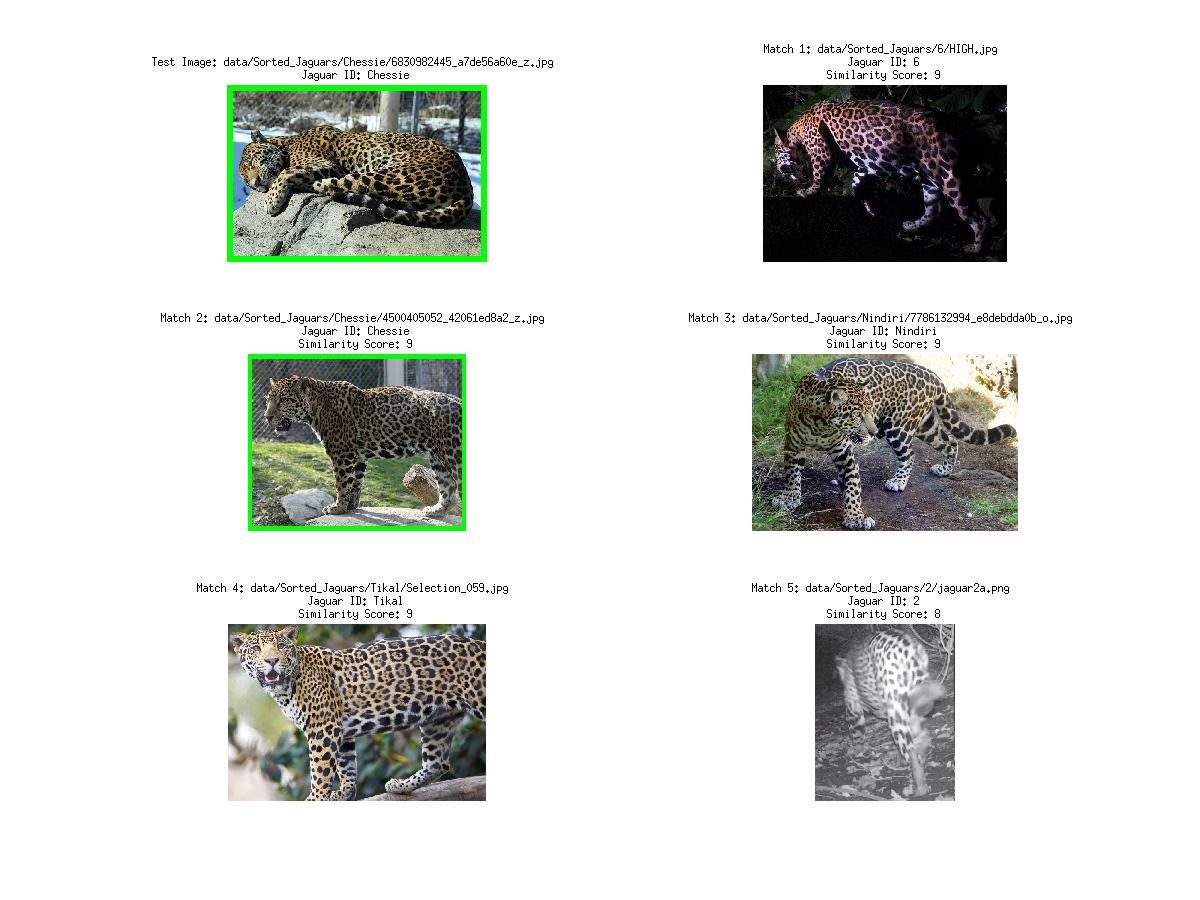 Test Image: data/Sorted_Jaguars/Chessie/6830982445_a7de56a60e_z.jpg
Jaguar ID: Chessie
Match 1: data/Sorted_Jaguars/6/HIGH.jpg
Jaguar ID: 6
Similarity Score: 9
Match 2: data/Sorted_Jaguars/Chessie/4500405052_42061ed8a2_z.jpg
Jaguar ID: Chessie
Similarity Score: 9
Match 3: data/Sorted_Jaguars/Nindiri/7786132994_e8debdda0b_o.jpg
Jaguar ID: Nindiri
Similarity Score: 9
Match 4: data/Sorted_Jaguars/Tikal/Selection_059.jpg
Jaguar ID: Tikal
Similarity Score: 9
Match 5: data/Sorted_Jaguars/2/jaguar2a.png
Jaguar ID: 2
Similarity Score: 8